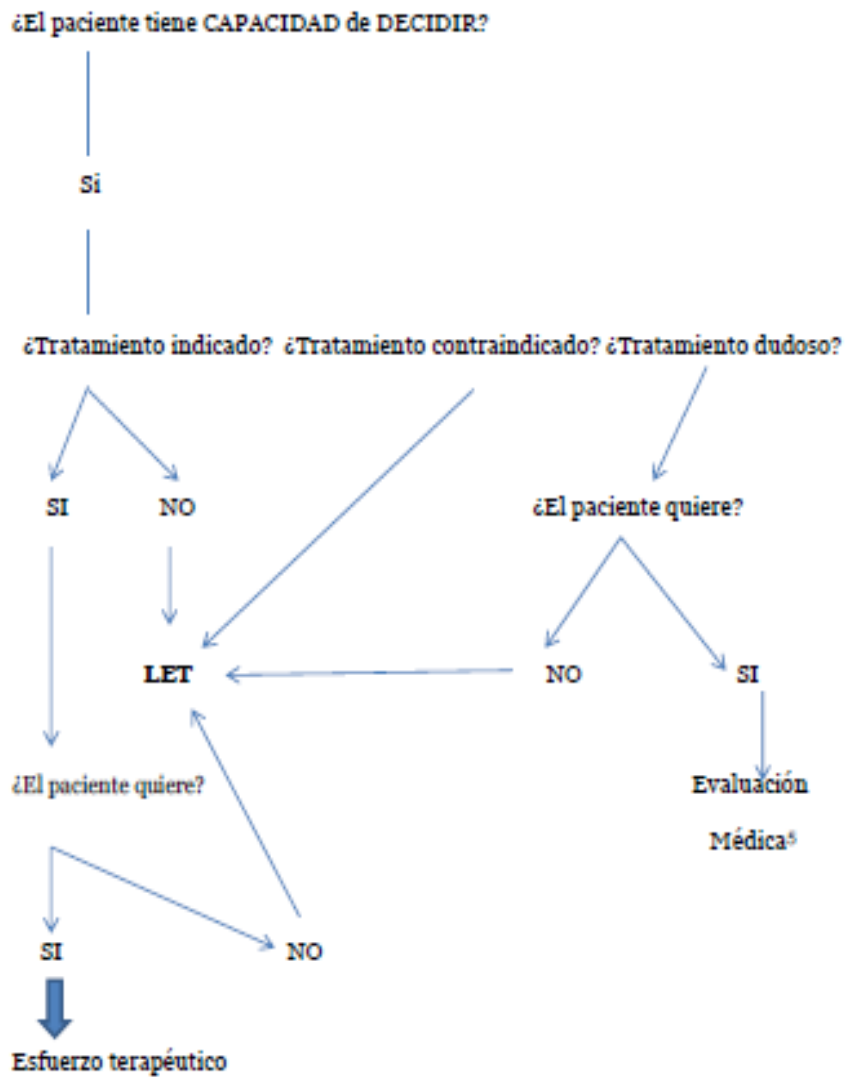 ¿El paciente tiene CAPACIDAD de DECIDIR?
Si
¿Tratamiento indicado? ¿Tratamiento contraindicado? ¿Tratamiento dudoso?
SI NO ¿El paciente quiere?
LET NO SI
¿El paciente quiere? Evaluación
Médica⁵
SI NO
Esfuerzo terapéutico